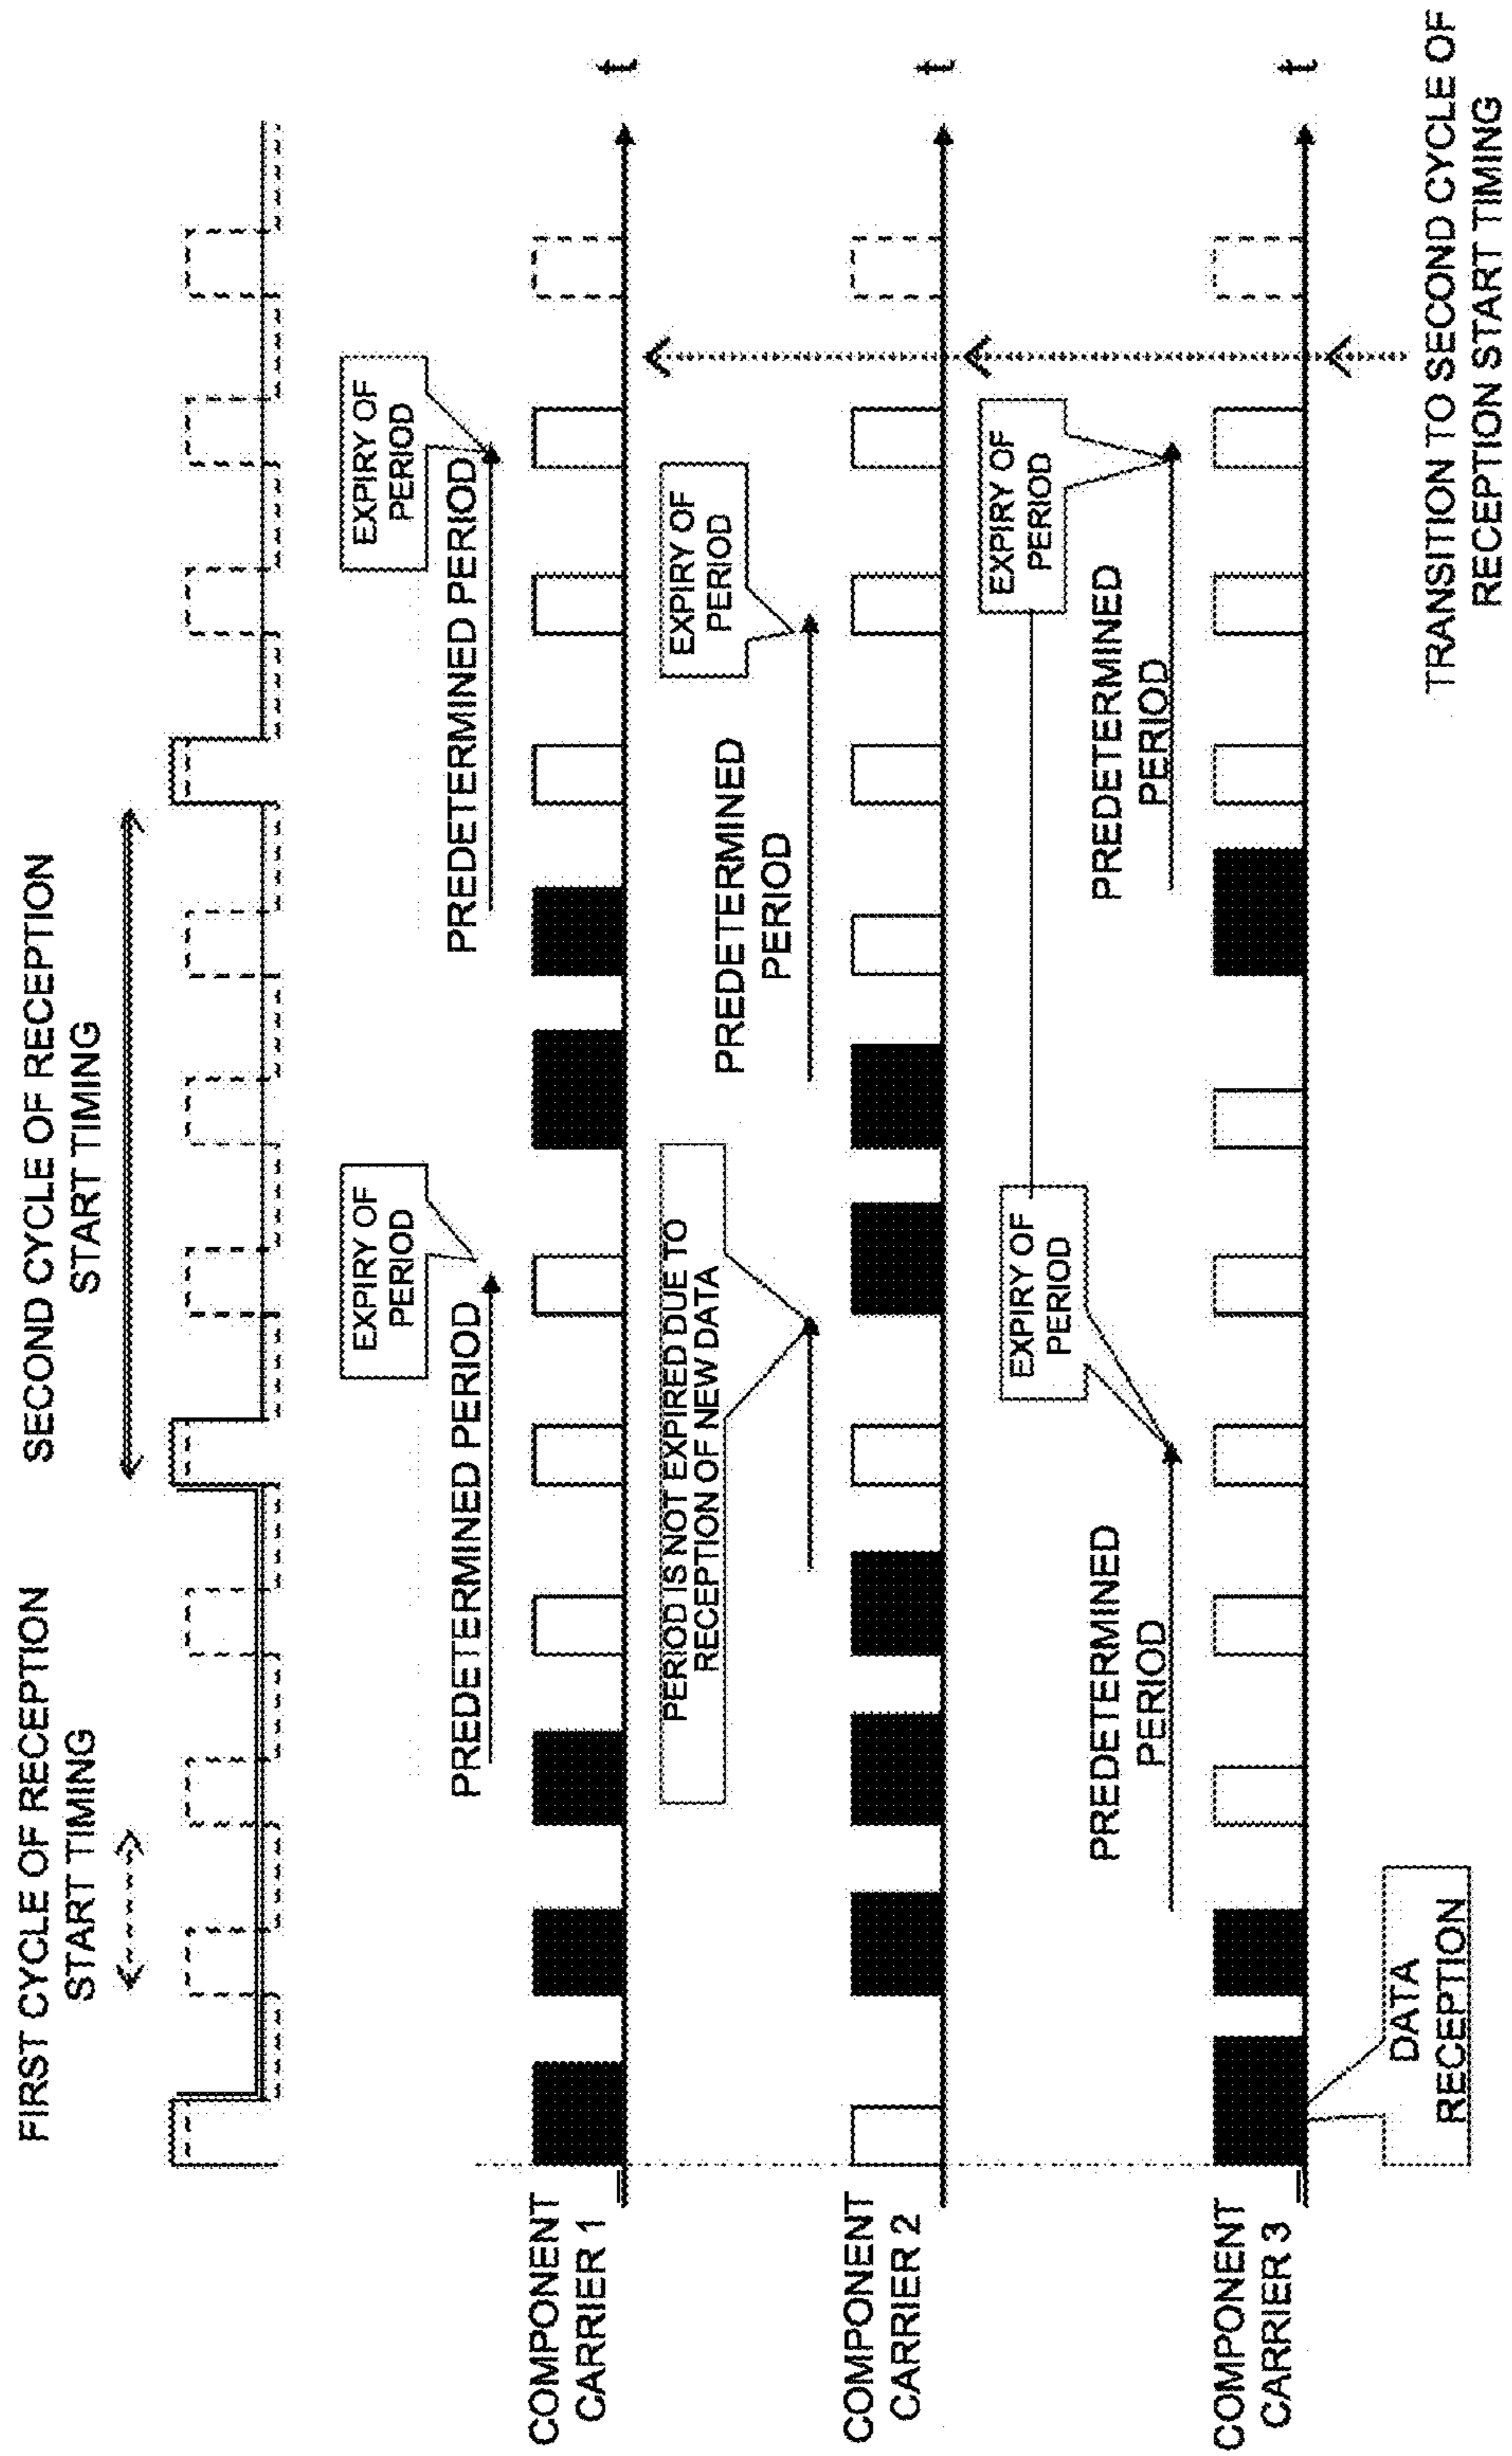 FIRST CYCLE OF RECEPTION
START TIMING
SECOND CYCLE OF RECEPTION
START TIMING
EXPIRY OF
PERIOD
EXPIRY OF
PERIOD
PREDETERMINED PERIOD
PREDETERMINED PERIOD
COMPONENT
CARRIER 1
t
PERIOD IS NOT EXPIRED DUE TO
RECEPTION OF NEW DATA
EXPIRY OF
PERIOD
PREDETERMINED
PERIOD
COMPONENT
CARRIER 2
t
EXPIRY OF
PERIOD
EXPIRY OF
PERIOD
PREDETERMINED
PERIOD
PREDETERMINED
PERIOD
COMPONENT
CARRIER 3
t
DATA
RECEPTION
TRANSITION TO SECOND CYCLE OF
RECEPTION START TIMING